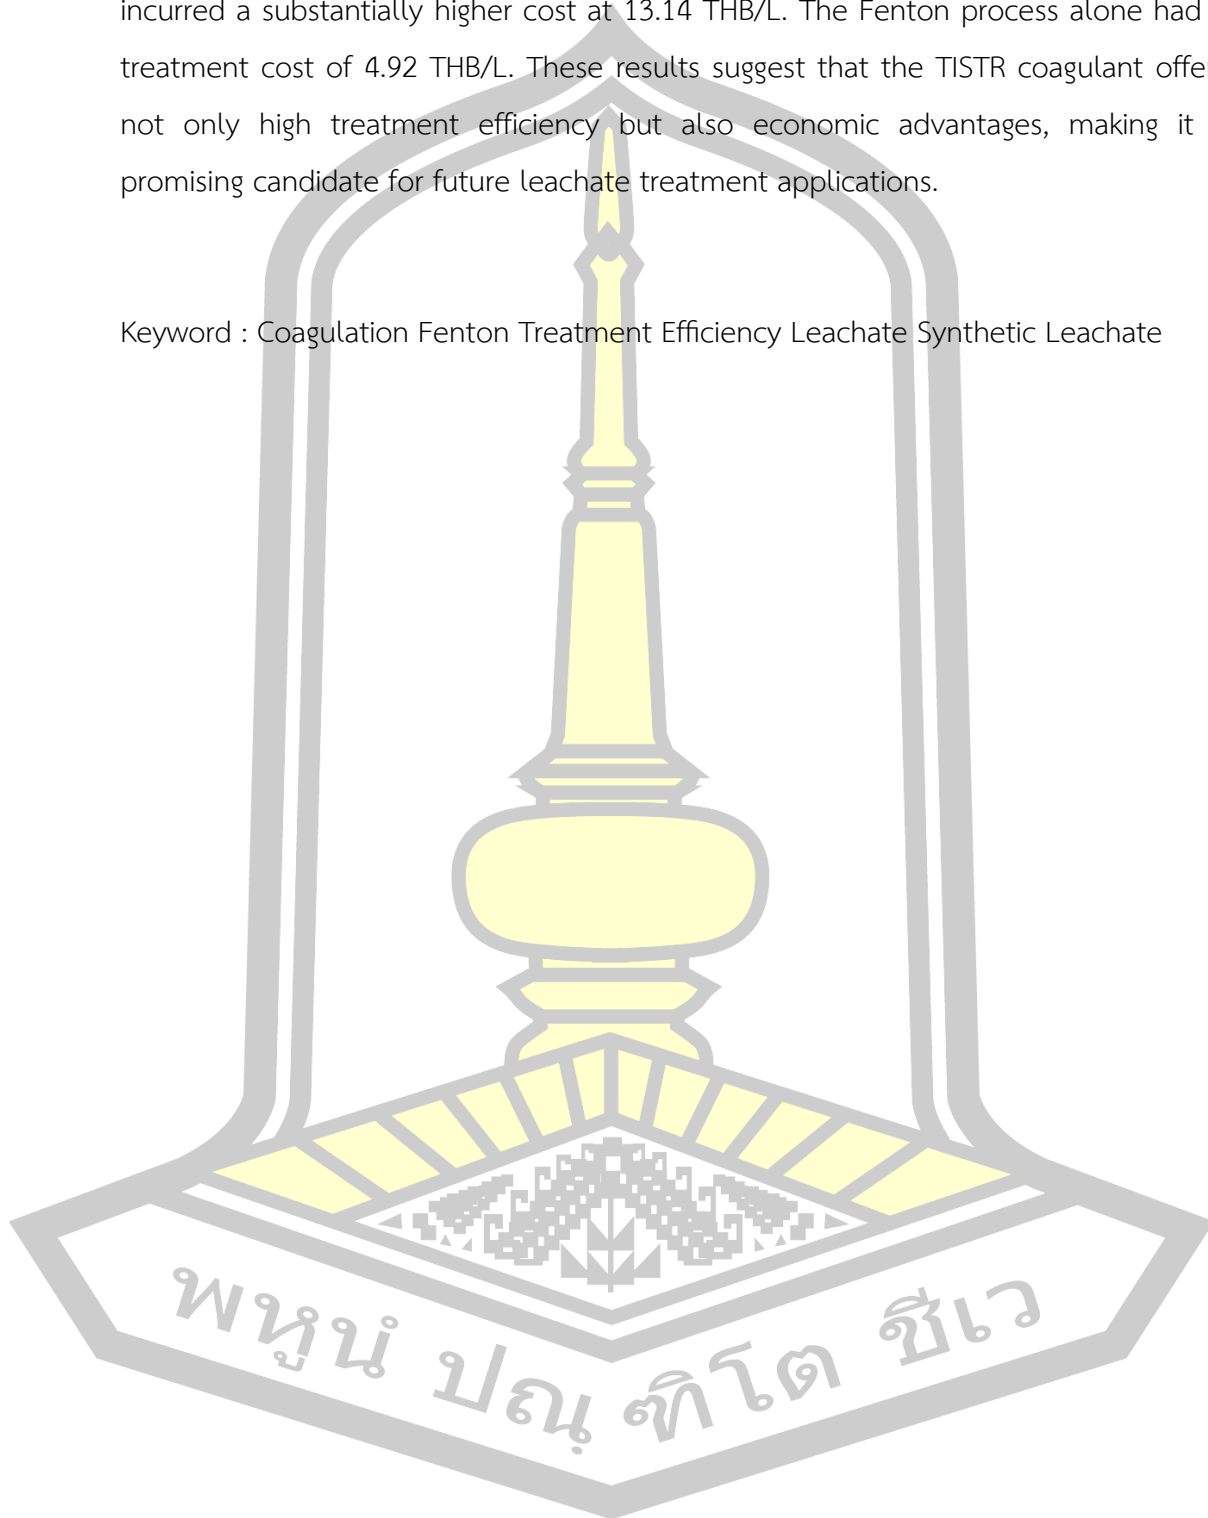 incurred a substantially higher cost at 13.14 THB/L. The Fenton process alone had
treatment cost of 4.92 THB/L. These results suggest that the TISTR coagulant offe
not only high treatment efficiency but also economic advantages, making it
promising candidate for future leachate treatment applications.
Keyword : Coagulation Fenton Treatment Efficiency Leachate Synthetic Leachate
พหูนํ ปณฺฑิโต ชีเว